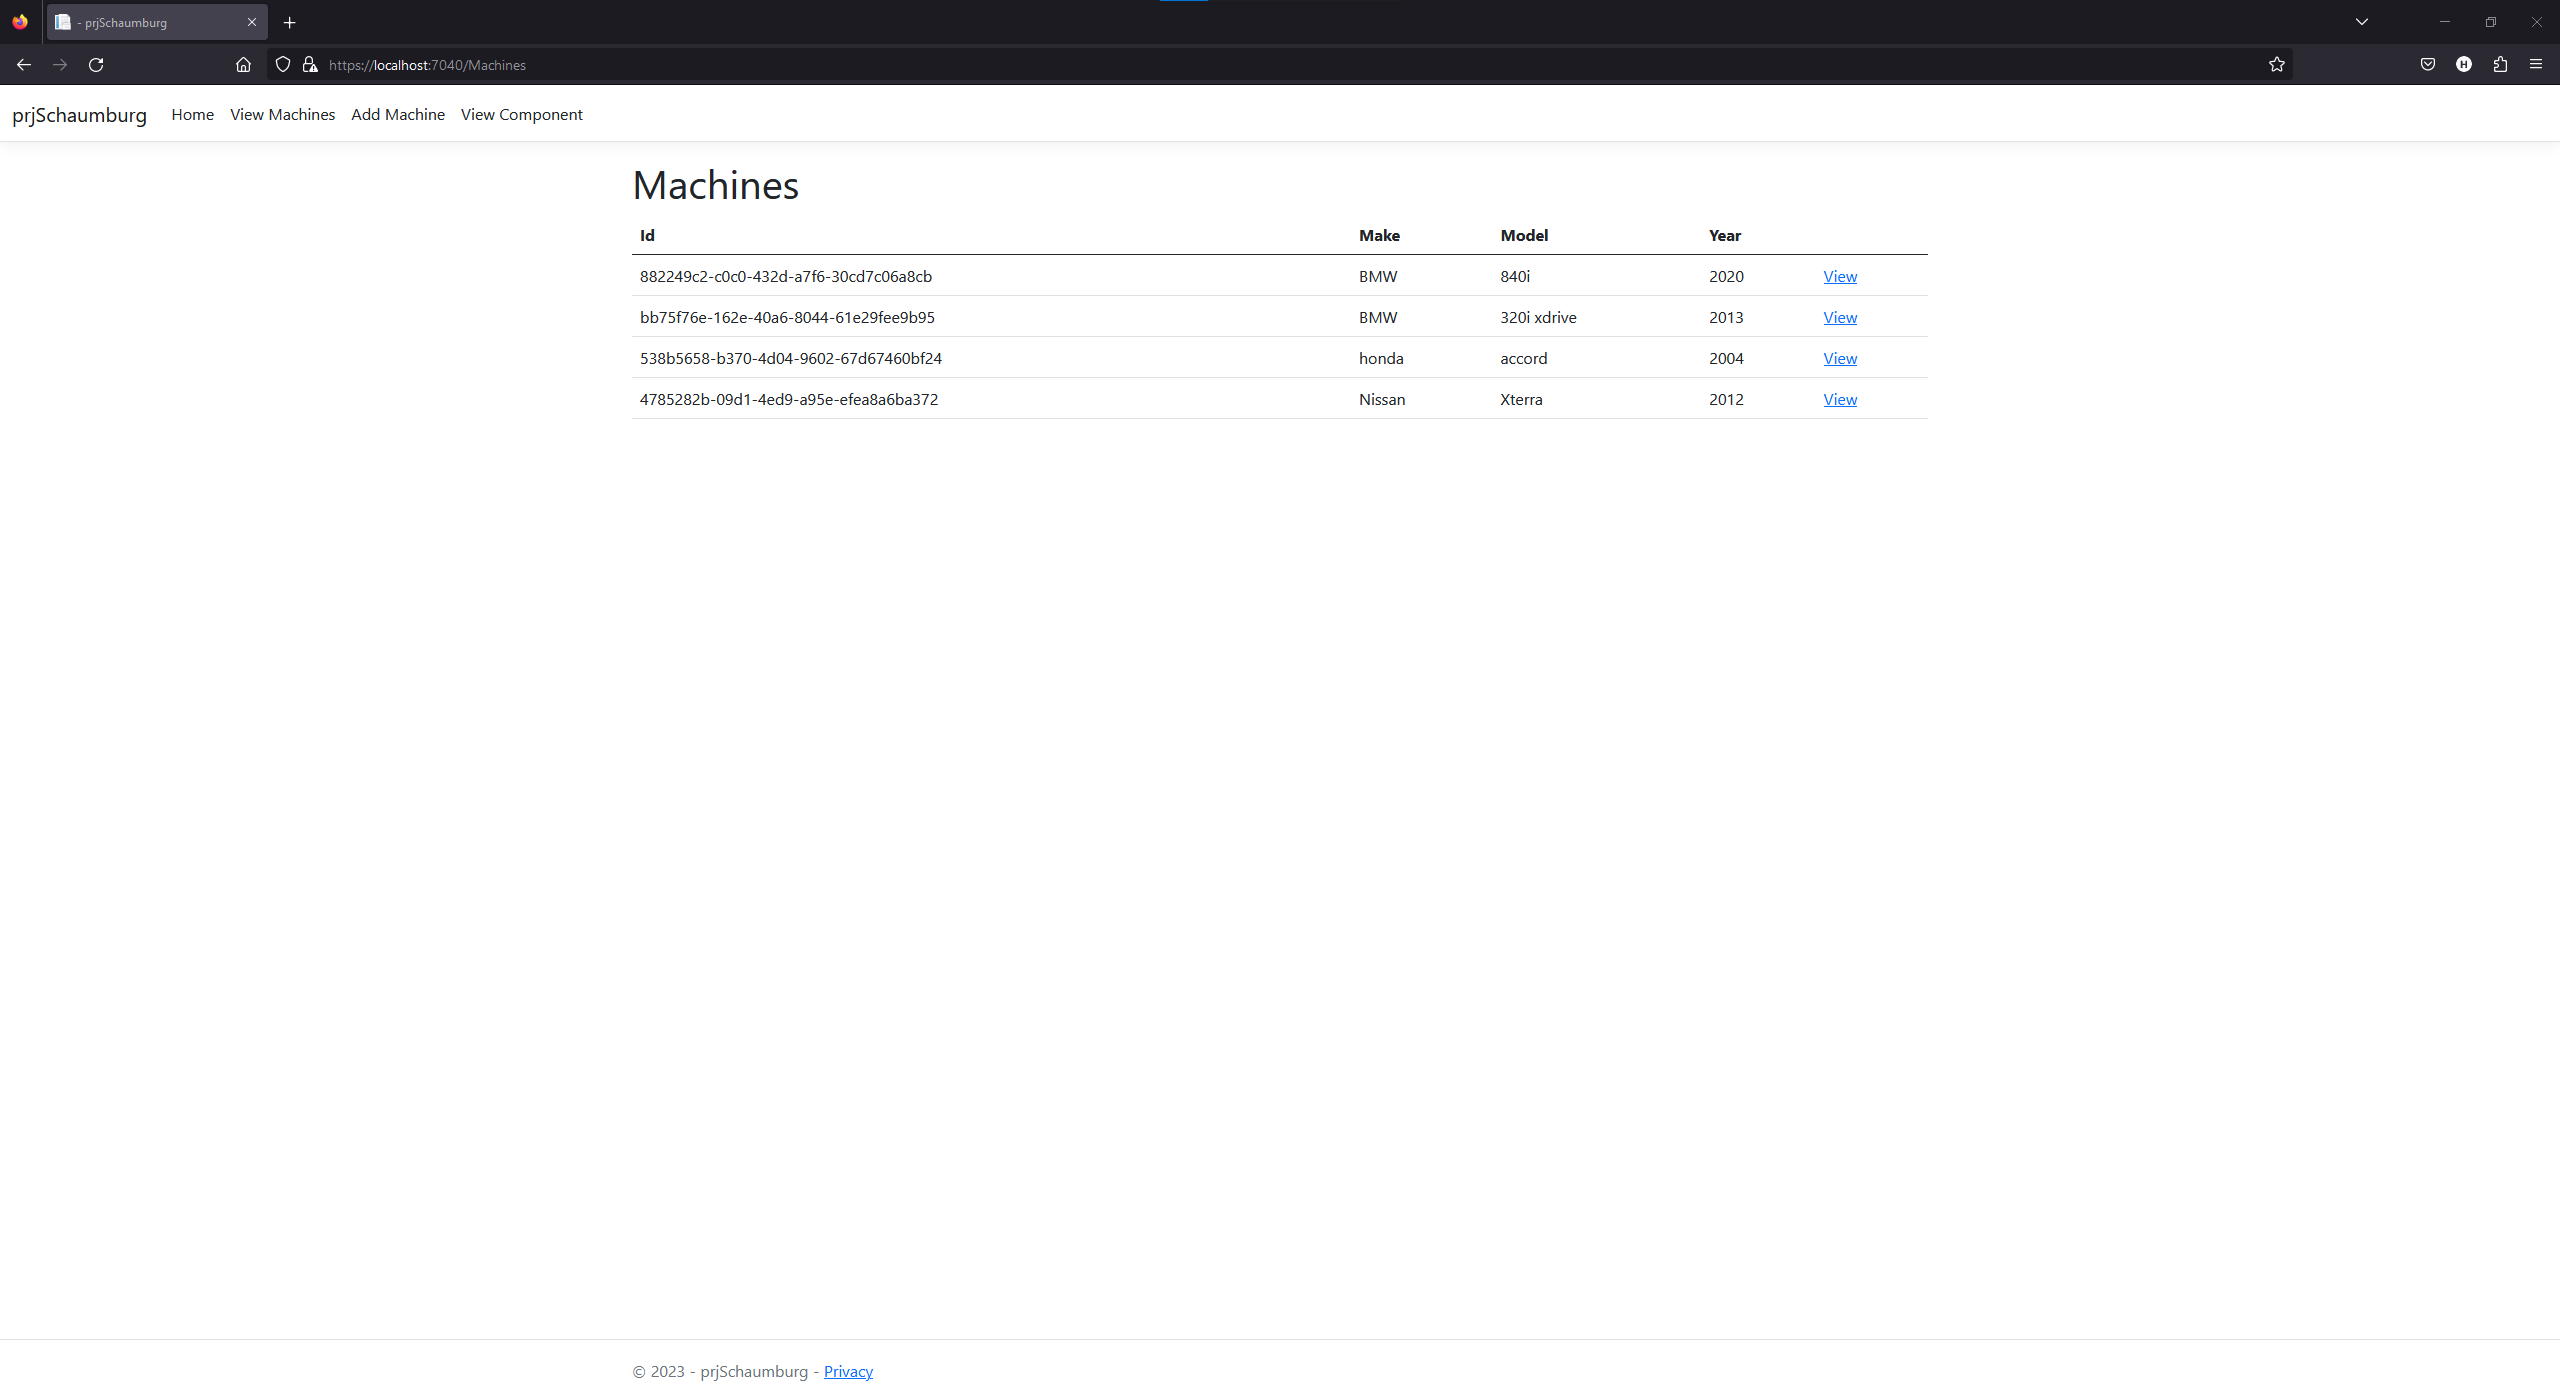 - prjSchaumburg
https://localhost:7040/Machines
H
prjSchaumburg Home View Machines Add Machine View Component
Machines
Id Make Model Year
882249c2-c0c0-432d-a7f6-30cd7c06a8cb BMW 840i 2020 View
bb75f76e-162e-40a6-8044-61e29fee9b95 BMW 320i xdrive 2013 View
538b5658-b370-4d04-9602-67d67460bf24 honda accord 2004 View
4785282b-09d1-4ed9-a95e-efea8a6ba372 Nissan Xterra 2012 View
© 2023 - prjSchaumburg - Privacy